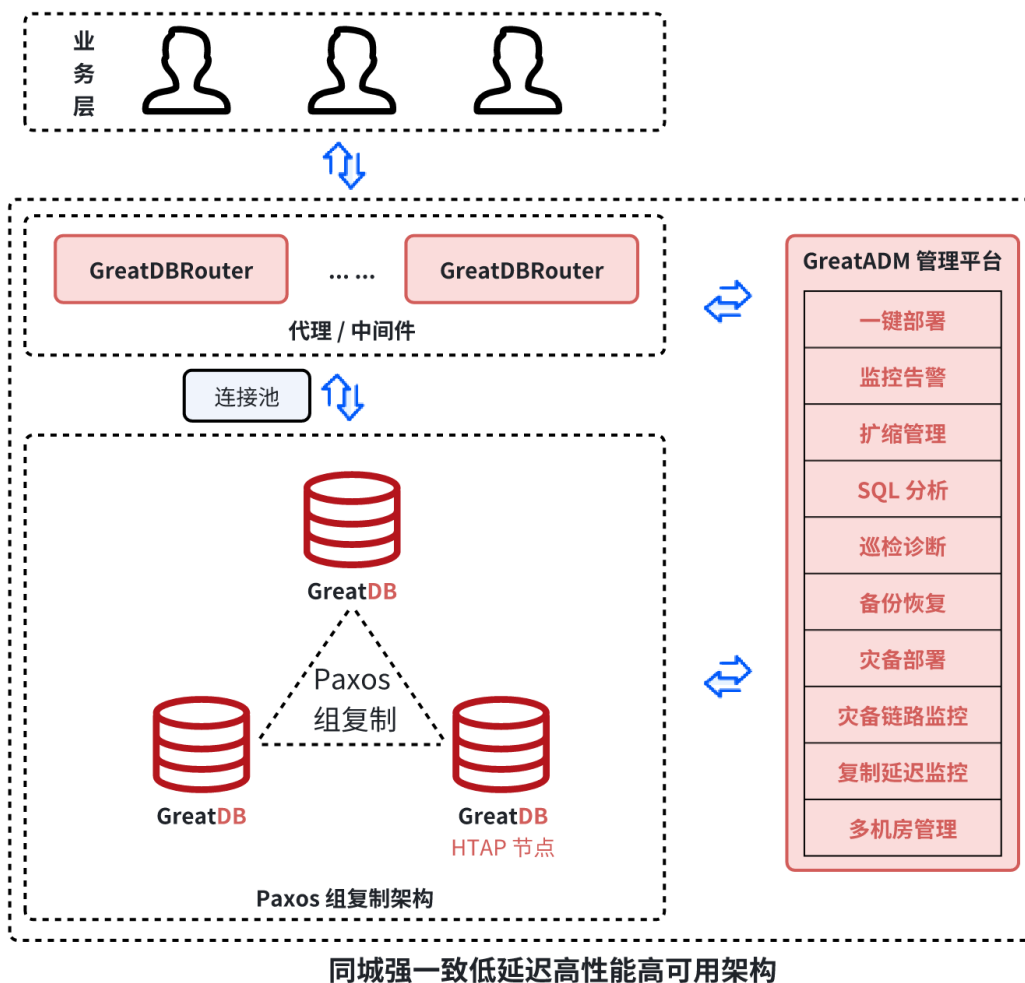 业
务
层
GreatDBRouter
... ...
GreatDBRouter
代理 / 中间件
连接池
GreatDB
Paxos
组复制
GreatDB
GreatDB
HTAP 节点
Paxos 组复制架构
GreatADM 管理平台
一键部署
监控告警
扩缩管理
SQL 分析
巡检诊断
备份恢复
灾备部署
灾备链路监控
复制延迟监控
多机房管理
同城强一致低延迟高性能高可用架构